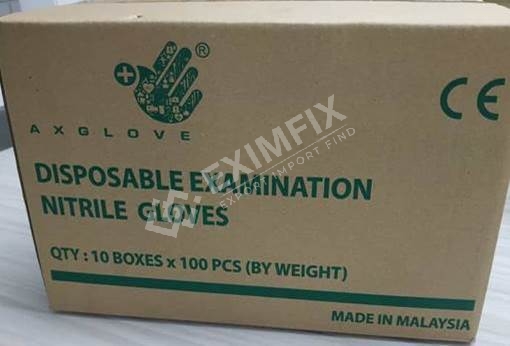 ®
AXGLOVE
CE
EXIMFIX
EXPORT IMPORT FIND
DISPOSABLE EXAMINATION
NITRILE GLOVES
QTY : 10 BOXES x 100 PCS (BY WEIGHT)
MADE IN MALAYSIA